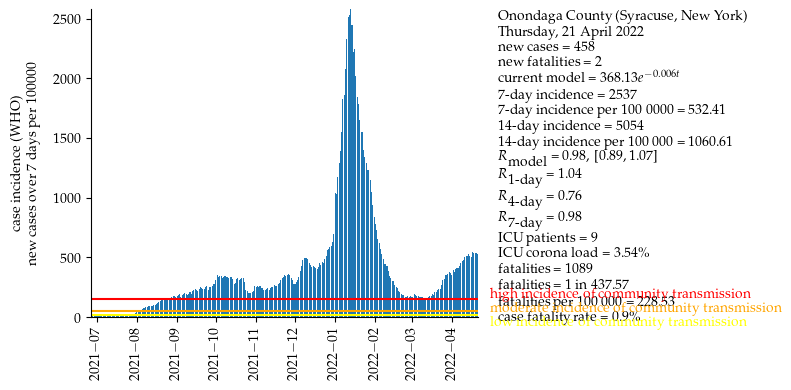 Onondaga County (Syracuse, New York)
Thursday, 21 April 2022
new cases = 458
new fatalities = 2
current model = 368.13e^{−0.006t}
7-day incidence = 2537
7-day incidence per 100 0000 = 532.41
14-day incidence = 5054
14-day incidence per 100 000 = 1060.61
R_model = 0.98, [0.89, 1.07]
R_1-day = 1.04
R_4-day = 0.76
R_7-day = 0.98
ICU patients = 9
ICU corona load = 3.54%
fatalities = 1089
fatalities = 1 in 437.57
high incidence of community transmission
fatalities per 100 000 = 228.53
moderate incidence of community transmission
case fatality rate = 0.9%
low incidence of community transmission
case incidence (WHO)
new cases over 7 days per 100000
2500
2000
1500
1000
500
0
2021−07
2021−08
2021−09
2021−10
2021−11
2021−12
2022−01
2022−02
2022−03
2022−04